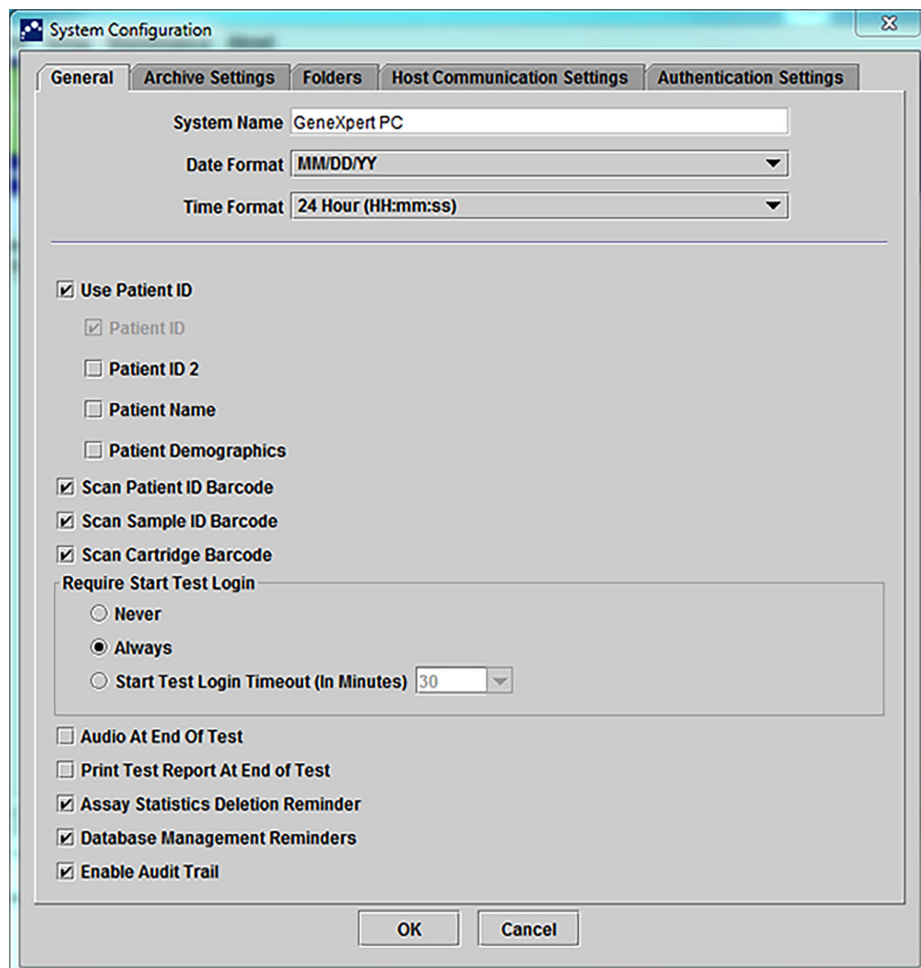 System Configuration
General Archive Settings Folders Host Communication Settings Authentication Settings
System Name GeneXpert PC
Date Format MM/DD/YY
Time Format 24 Hour (HH:mm:ss)
Use Patient ID
Patient ID
Patient ID 2
Patient Name
Patient Demographics
Scan Patient ID Barcode
Scan Sample ID Barcode
Scan Cartridge Barcode
Require Start Test Login
Never
Always
Start Test Login Timeout (In Minutes) 30
Audio At End Of Test
Print Test Report At End of Test
Assay Statistics Deletion Reminder
Database Management Reminders
Enable Audit Trail
OK Cancel